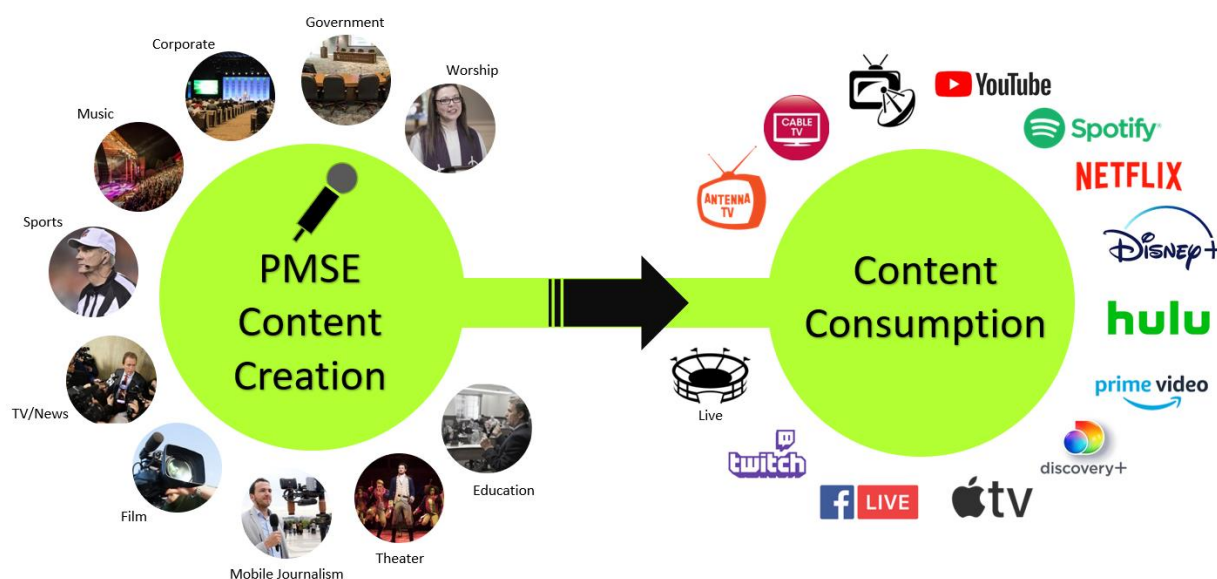 Government
Corporate
Worship
Music
Sports
TV/News
Film
Mobile Journalism
Theater
Education
PMSE
Content
Creation
Content
Consumption
ANTENNA
TV
CABLE
TV
YouTube
Spotify
NETFLIX
Disney+
hulu
prime video
discovery+
tv
f LIVE
twitch
Live